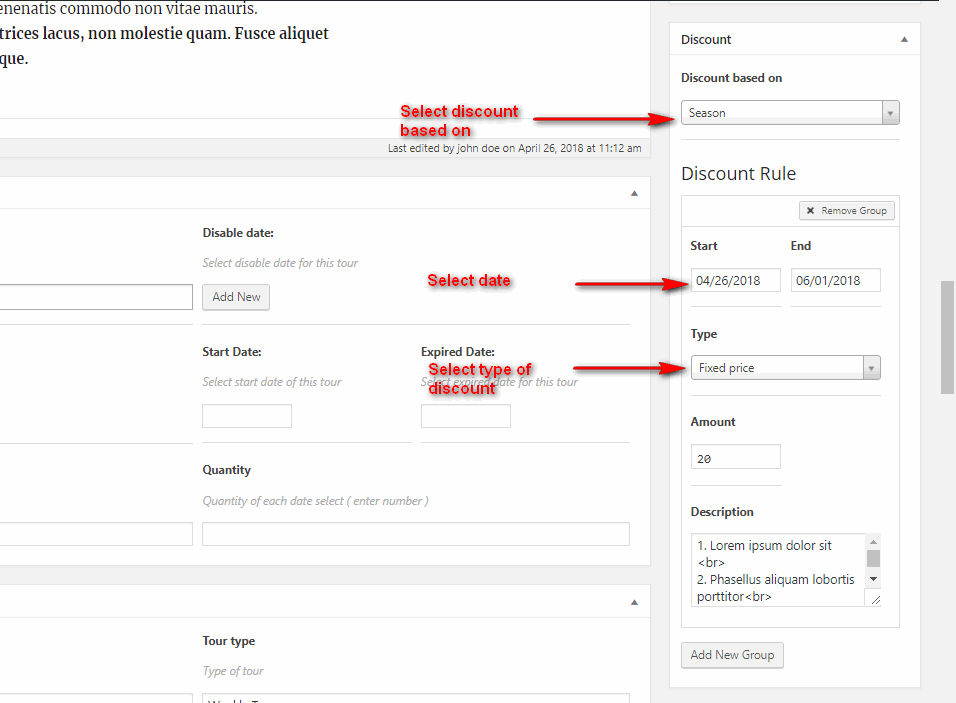 enenatis commodo non vitae mauris.
trices lacus, non molestie quam. Fusce aliquet
que.
Select discount
based on
Last edited by john doe on April 26, 2018 at 11:12 am
Disable date:
Select disable date for this tour
Add New
Select date
Start Date:
Select start date of this tour
Expired Date:
Select expired date for this tour
Select type of
discount
Quantity
Quantity of each date select ( enter number )
Tour type
Type of tour
Discount
Discount based on
Season
Discount Rule
Remove Group
Start
End
04/26/2018
06/01/2018
Type
Fixed price
Amount
20
Description
1. Lorem ipsum dolor sit
<br>
2. Phasellus aliquam lobortis
porttitor<br>
Add New Group